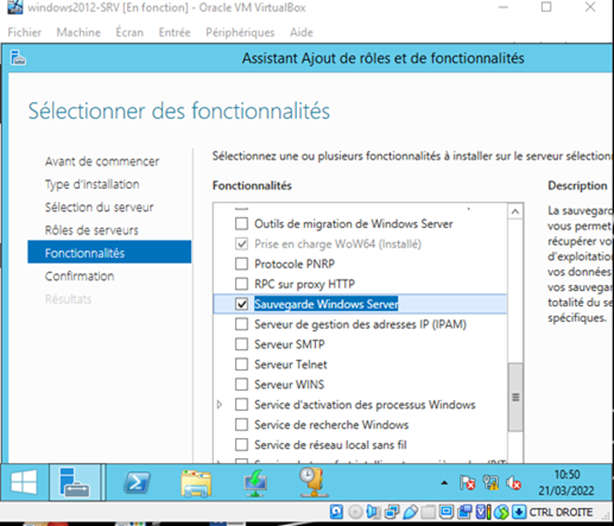 windows2012-SRV [En fonction] - Oracle VM VirtualBox
Fichier Machine Écran Entrée Périphériques Aide
Assistant Ajout de rôles et de fonctionnalités
Sélectionner des fonctionnalités
Avant de commencer
Type d'installation
Sélection du serveur
Rôles de serveurs
Fonctionnalités
Confirmation
Résultats
Sélectionnez une ou plusieurs fonctionnalités à installer sur le serveur sélection
Fonctionnalités
Outils de migration de Windows Server
Prise en charge WoW64 (Installé)
Protocole PNRP
RPC sur proxy HTTP
Sauvegarde Windows Server
Serveur de gestion des adresses IP (IPAM)
Serveur SMTP
Serveur Telnet
Serveur WINS
Service d'activation des processus Windows
Service de recherche Windows
Service de réseau local sans fil
Description
La sauvegard
vous permet
récupérer vo
d'exploitation
vos données
vos sauvegar
totalité du se
spécifiques.
10:50
21/03/2022
CTRL DROITE